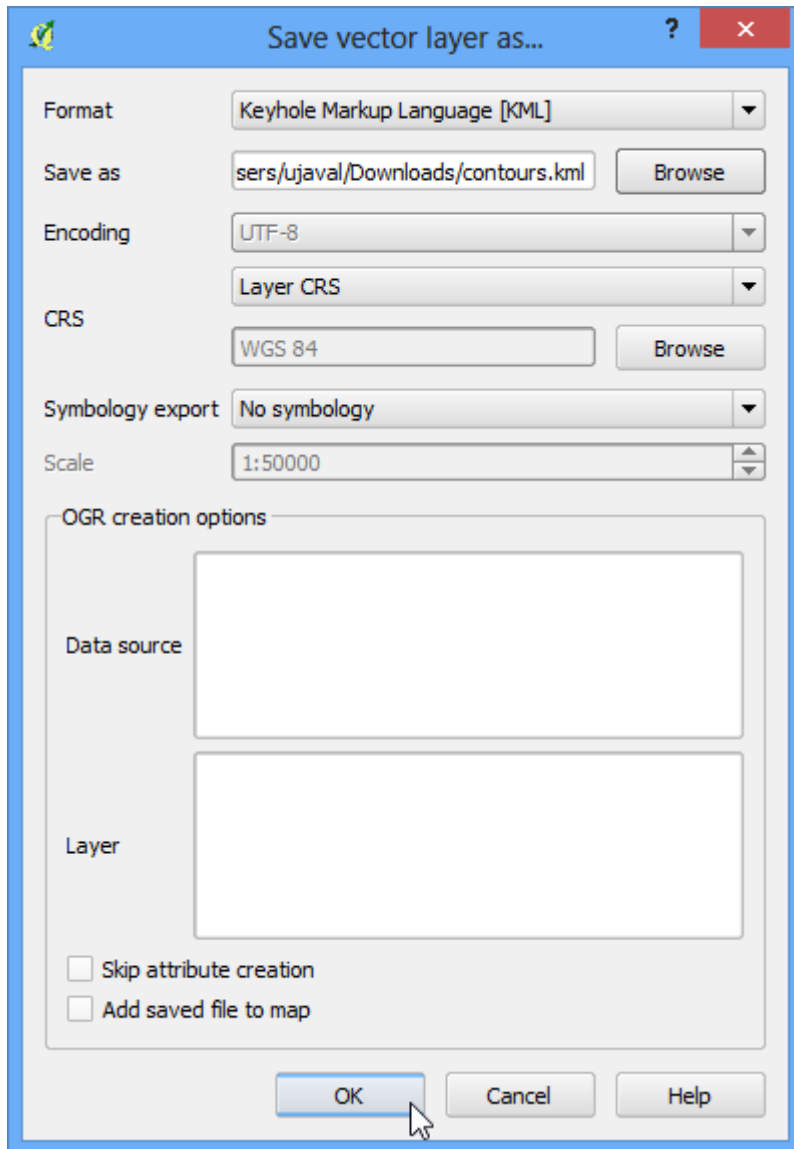 Save vector layer as...
?
Format
Keyhole Markup Language [KML]
Save as
sers/ujaval/Downloads/contours.kml
Browse
Encoding
UTF-8
Layer CRS
CRS
WGS 84
Browse
Symbology export
No symbology
Scale
1:50000
OGR creation options
Data source
Layer
Skip attribute creation
Add saved file to map
OK
Cancel
Help